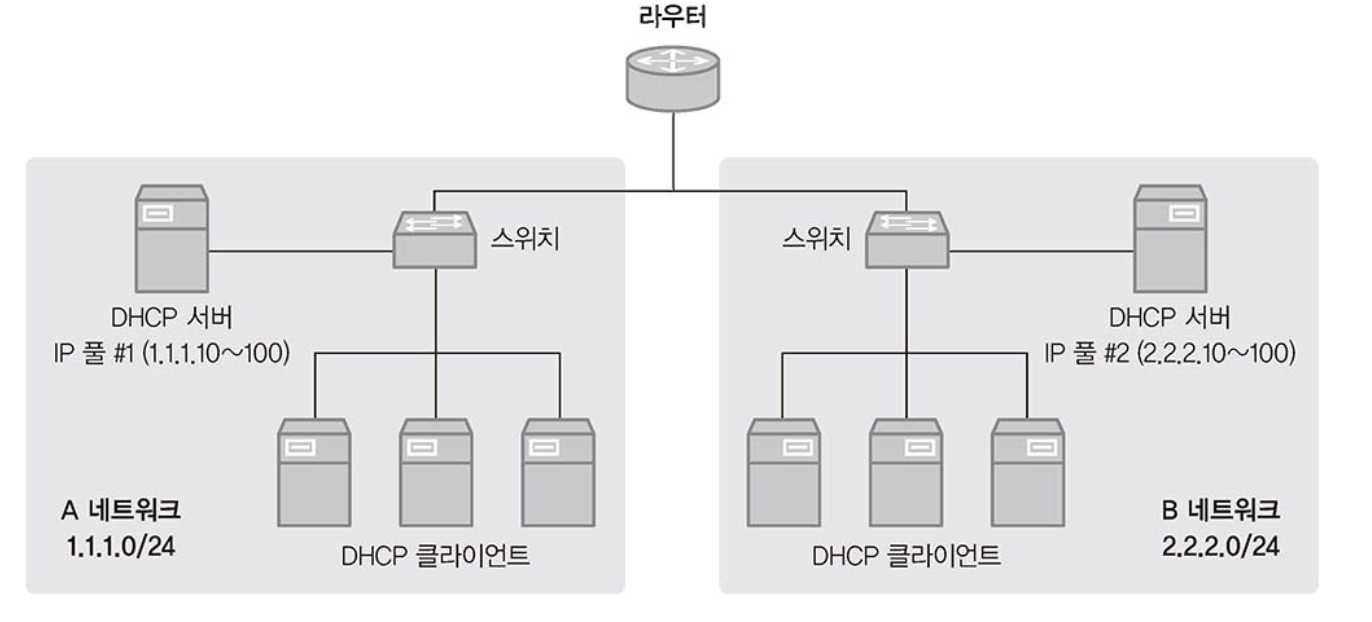 라우터
스위치
스위치
DHCP 서버
IP 풀 #1 (1.1.1.10~100)
DHCP 서버
IP 풀 #2 (2.2.2.10~100)
A 네트워크
1.1.1.0/24
DHCP 클라이언트
DHCP 클라이언트
B 네트워크
2.2.2.0/24